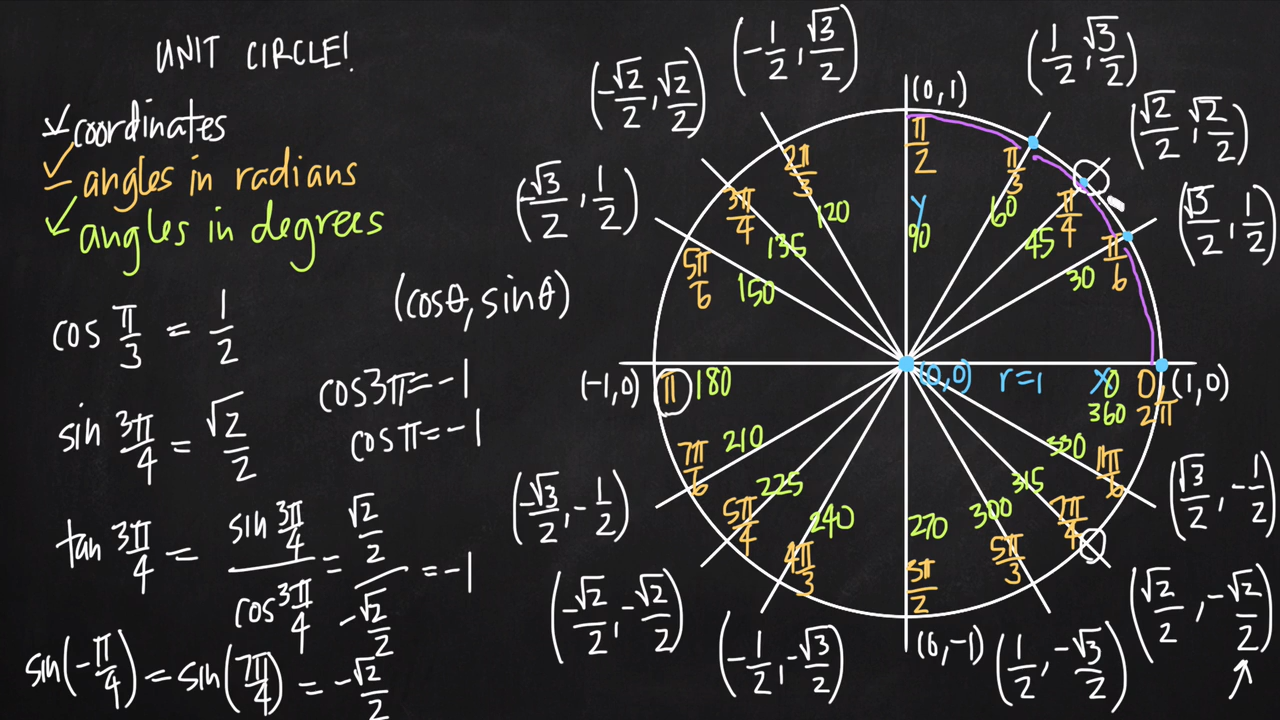 UNIT CIRCLE!
coordinates
angles in radians
angles in degrees
cos π/3 = 1/2
(cosθ, sinθ)
sin 3π/4 = √2/2
cos3π = -1
cosπ = -1
tan 3π/4 = (sin 3π/4)/(cos 3π/4) = (√2/2)/(-√2/2) = -1
sin(-π/4) = sin(7π/4) = -√2/2
(0,1)
π/2
y
90
(1/2, √3/2)
π/3
60
(√2/2, √2/2)
π/4
45
(√3/2, 1/2)
π/6
30
(-1/2, √3/2)
2π/3
120
(-√2/2, √2/2)
3π/4
135
(-√3/2, 1/2)
5π/6
150
(-1,0)
π
180
(0,0)
r=1
x
0
0,
(1,0)
360
2π
(-√3/2, -1/2)
7π/6
210
(-√2/2, -√2/2)
5π/4
225
(-1/2, -√3/2)
4π/3
240
270
3π/2
(0,-1)
300
5π/3
(1/2, -√3/2)
315
7π/4
(√2/2, -√2/2)
11π/6
(√3/2, -1/2)